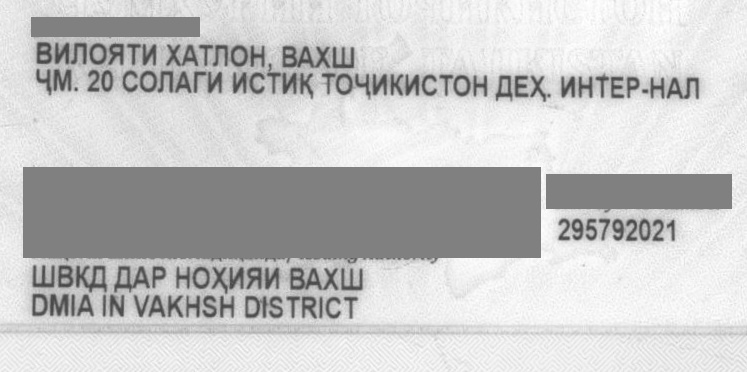 ВИЛОЯТИ ХАТЛОН, ВАХШ
ҶМ. 20 СОЛАГИ ИСТИҚ ТОҶИКИСТОН ДЕҲ. ИНТЕР-НАЛ
295792021
ШВКД ДАР НОҲИЯИ ВАХШ
DMIA IN VAKHSH DISTRICT